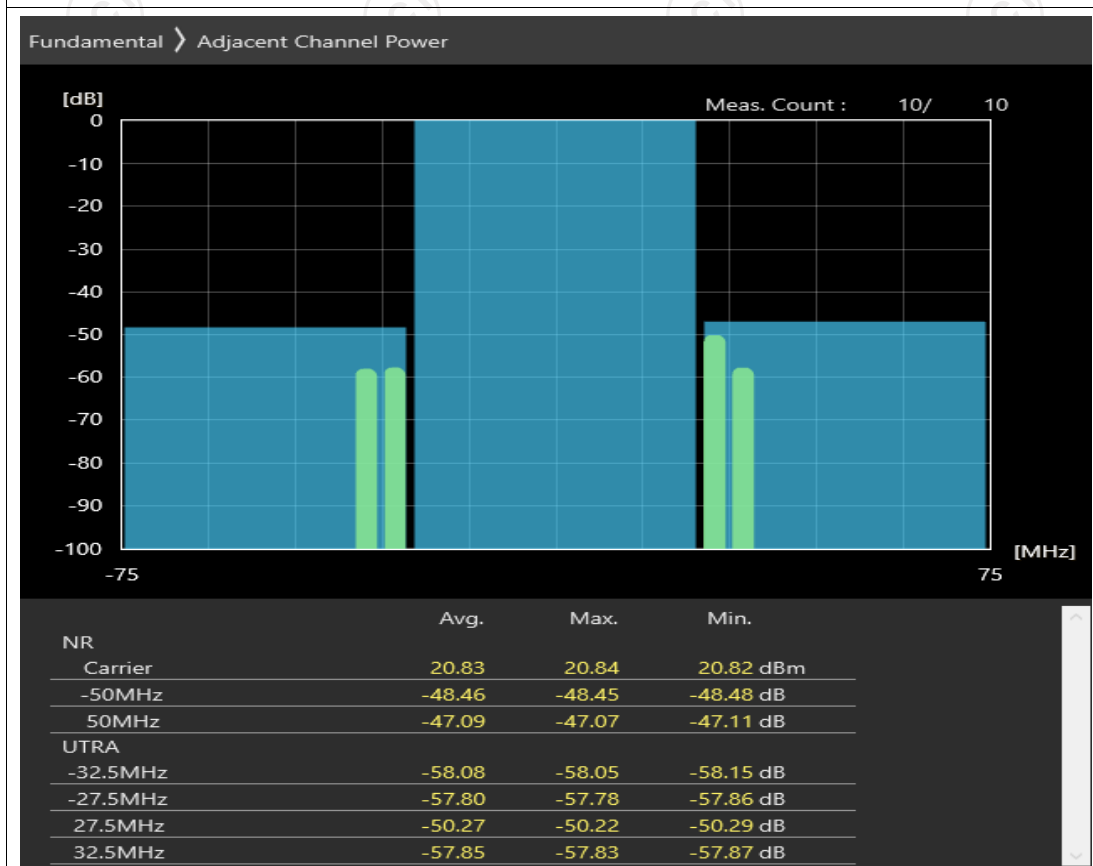 Fundamental 〉 Adjacent Channel Power
[dB]
Meas. Count : 10/ 10
0
-10
-20
-30
-40
-50
-60
-70
-80
-90
-100
[MHz]
-75 75
Avg. Max. Min.
NR
Carrier 20.83 20.84 20.82 dBm
-50MHz -48.46 -48.45 -48.48 dB
50MHz -47.09 -47.07 -47.11 dB
UTRA
-32.5MHz -58.08 -58.05 -58.15 dB
-27.5MHz -57.80 -57.78 -57.86 dB
27.5MHz -50.27 -50.22 -50.29 dB
32.5MHz -57.85 -57.83 -57.87 dB